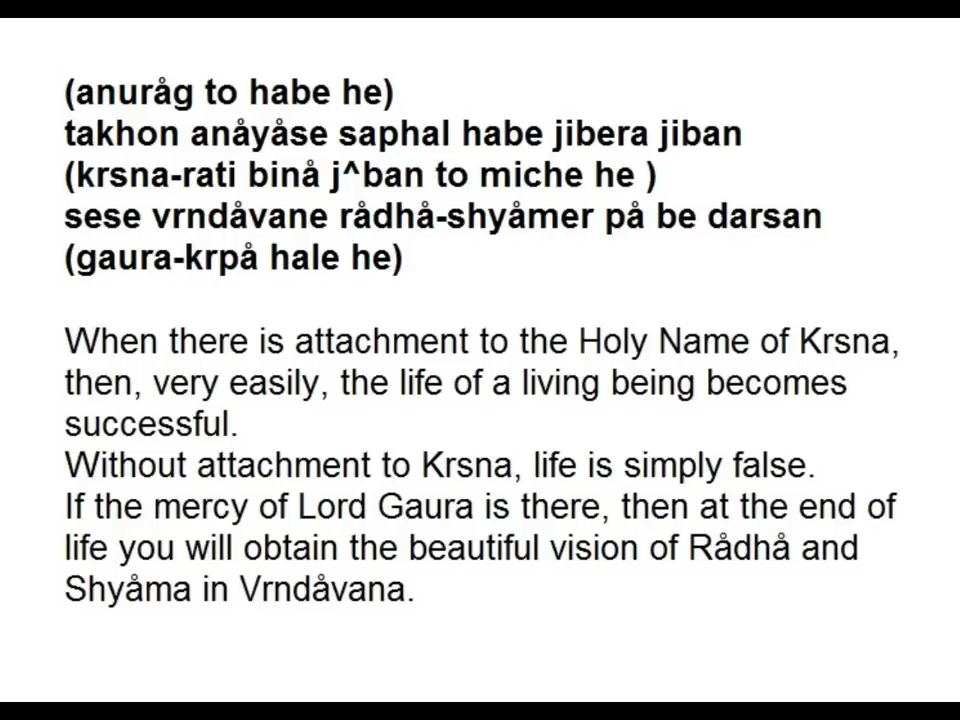 (anuråg to habe he)
takhon anåyåse saphal habe jibera jiban
(krsna-rati binå j^ban to miche he )
sese vrndåvane rådhå-shyåmer på be darsan
(gaura-krpå hale he)
When there is attachment to the Holy Name of Krsna,
then, very easily, the life of a living being becomes
successful.
Without attachment to Krsna, life is simply false.
If the mercy of Lord Gaura is there, then at the end of
life you will obtain the beautiful vision of Rådhå and
Shyåma in Vrndåvana.